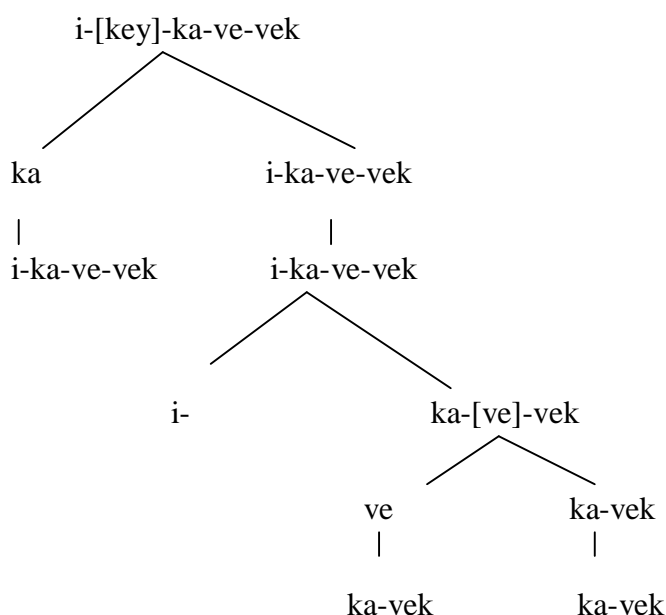 i-[key]-ka-ve-vek
ka i-ka-ve-vek
i-ka-ve-vek i-ka-ve-vek
i- ka-[ve]-vek
ve ka-vek
ka-vek ka-vek